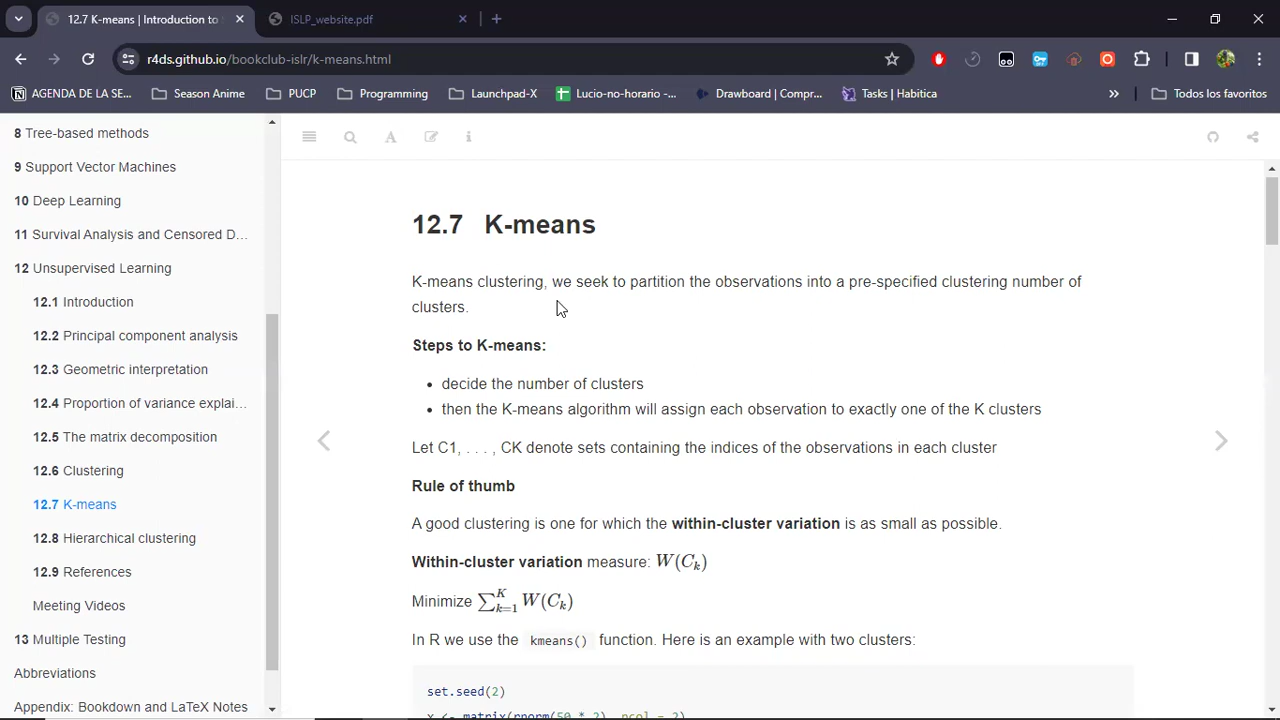 12.7 K-means | Introduction to
ISLP_website.pdf
r4ds.github.io/bookclub-islr/k-means.html
AGENDA DE LA SE...
Season Anime
PUCP
Programming
Launchpad-X
Lucio-no-horario -...
Drawboard | Compr...
Tasks | Habitica
»
Todos los favoritos
8 Tree-based methods
9 Support Vector Machines
10 Deep Learning
11 Survival Analysis and Censored D...
12 Unsupervised Learning
12.1 Introduction
12.2 Principal component analysis
12.3 Geometric interpretation
12.4 Proportion of variance explai...
12.5 The matrix decomposition
12.6 Clustering
12.7 K-means
12.8 Hierarchical clustering
12.9 References
Meeting Videos
13 Multiple Testing
Abbreviations
Appendix: Bookdown and LaTeX Notes
12.7 K-means
K-means clustering, we seek to partition the observations into a pre-specified clustering number of
clusters.
Steps to K-means:
• decide the number of clusters
• then the K-means algorithm will assign each observation to exactly one of the K clusters
Let C1, . . . , CK denote sets containing the indices of the observations in each cluster
Rule of thumb
A good clustering is one for which the within-cluster variation is as small as possible.
Within-cluster variation measure: W(C_k)
Minimize ∑_{k=1}^{K} W(C_k)
In R we use the kmeans() function. Here is an example with two clusters:
set.seed(2)
x <- matrix(rnorm(50 * 2), ncol = 2)